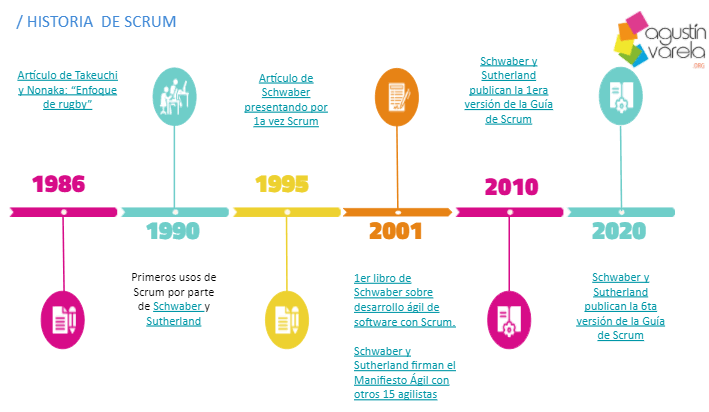 / HISTORIA  DE SCRUM
agustín
varela
.ORG
Artículo de Takeuchi
y Nonaka: “Enfoque
de rugby”
Artículo de
Schwaber
presentando por
1a vez Scrum
Schwaber y
Sutherland
publican la 1era
versión de la Guía
de Scrum
1986
1995
2010
1990
2001
2020
Primeros usos de
Scrum por parte
de Schwaber y
Sutherland
1er libro de
Schwaber sobre
desarrollo ágil de
software con Scrum.
Schwaber y
Sutherland firman el
Manifiesto Ágil con
otros 15 agilistas
Schwaber y
Sutherland
publican la 6ta
versión de la Guía
de Scrum